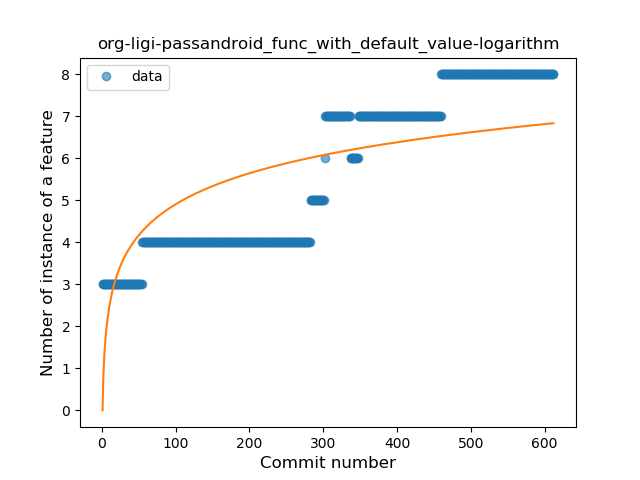 org-ligi-passandroid_func_with_default_value-logarithm
data
Number of instance of a feature
8
7
6
5
4
3
2
1
0
0 100 200 300 400 500 600
Commit number